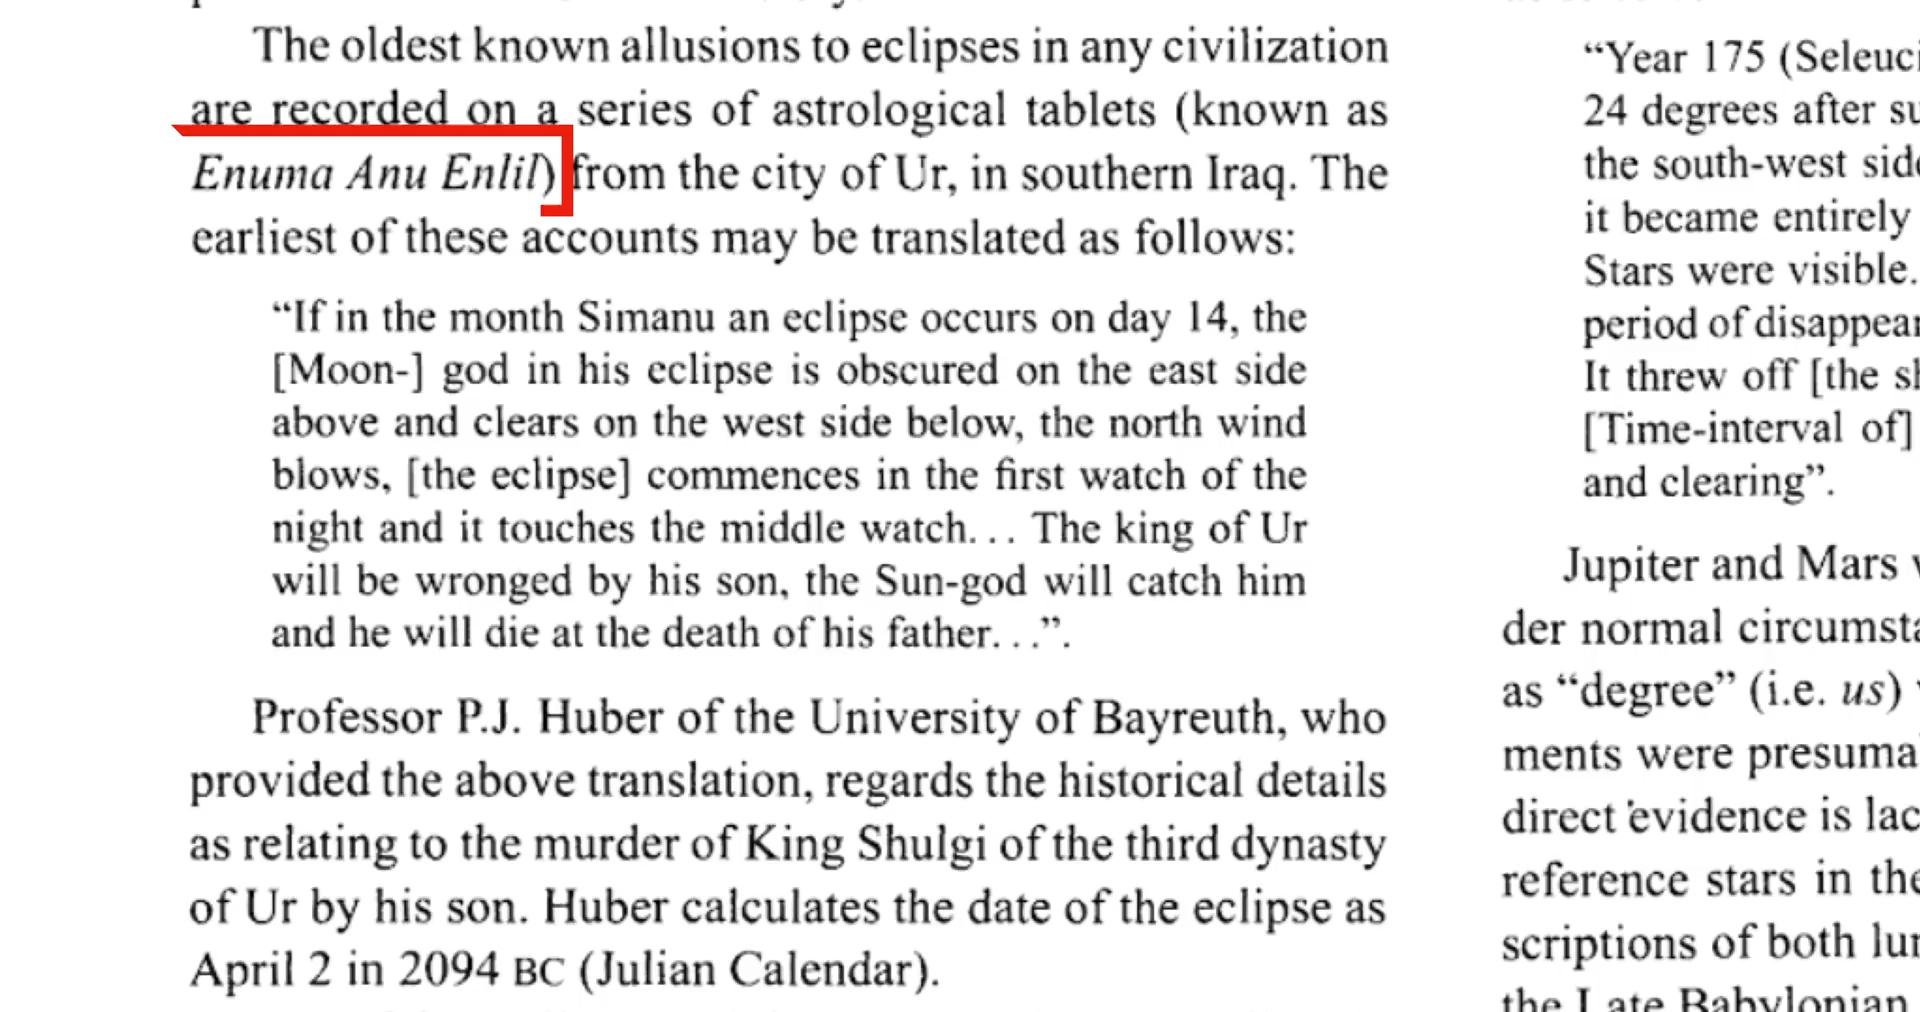 The oldest known allusions to eclipses in any civilization
are recorded on a series of astrological tablets (known as
Enuma Anu Enlil) from the city of Ur, in southern Iraq. The
earliest of these accounts may be translated as follows:
“If in the month Simanu an eclipse occurs on day 14, the
[Moon-] god in his eclipse is obscured on the east side
above and clears on the west side below, the north wind
blows, [the eclipse] commences in the first watch of the
night and it touches the middle watch... The king of Ur
will be wronged by his son, the Sun-god will catch him
and he will die at the death of his father...”.
Professor P.J. Huber of the University of Bayreuth, who
provided the above translation, regards the historical details
as relating to the murder of King Shulgi of the third dynasty
of Ur by his son. Huber calculates the date of the eclipse as
April 2 in 2094 BC (Julian Calendar).
“Year 175 (Seleuci
24 degrees after su
the south-west side
it became entirely
Stars were visible.
period of disappear
It threw off [the sh
[Time-interval of]
and clearing”.
Jupiter and Mars
der normal circumsta
as “degree” (i.e. us)
ments were presuma
direct evidence is lac
reference stars in the
scriptions of both lun
the Late Babylonian